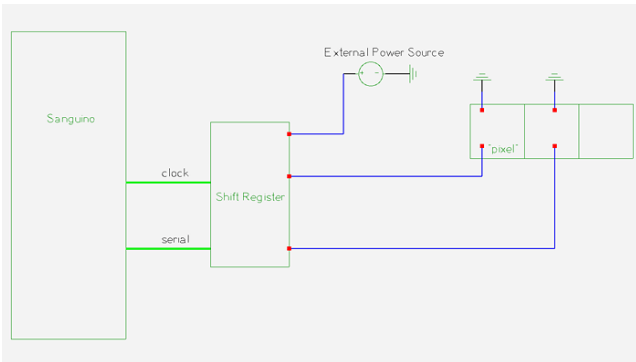 External Power Source
+ -
Sanguino
"pixel"
clock
Shift Register
serial